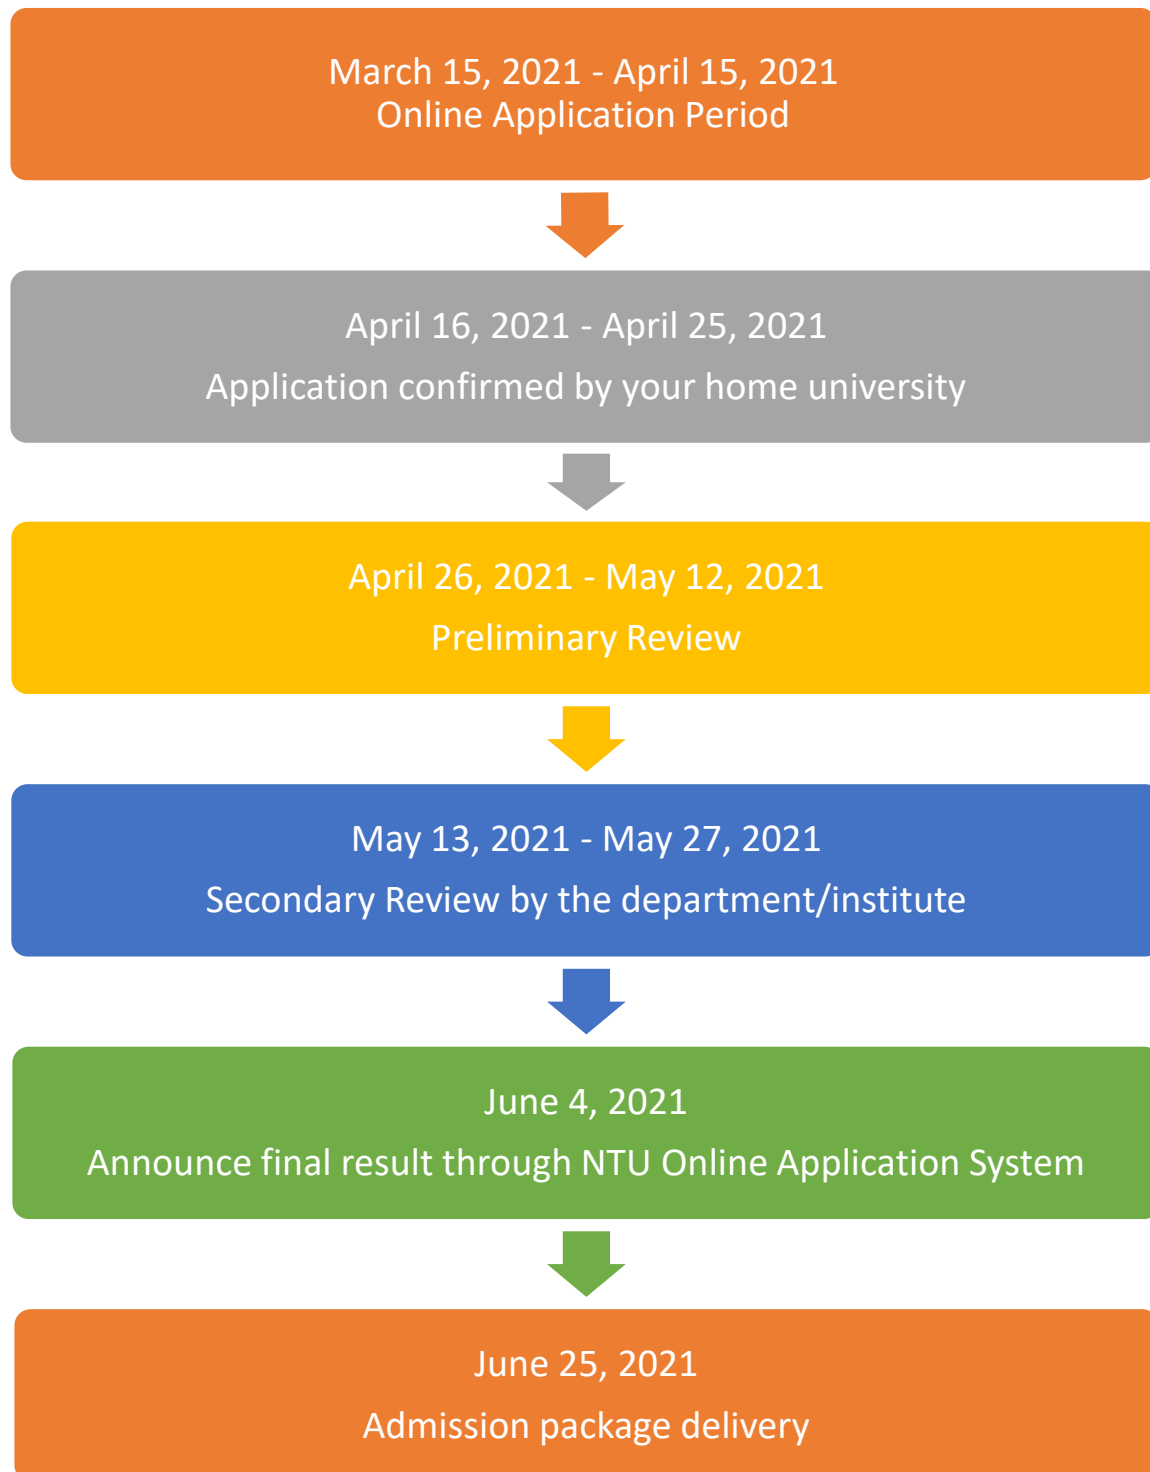 March 15, 2021 - April 15, 2021
Online Application Period
April 16, 2021 - April 25, 2021
Application confirmed by your home university
April 26, 2021 - May 12, 2021
Preliminary Review
May 13, 2021 - May 27, 2021
Secondary Review by the department/institute
June 4, 2021
Announce final result through NTU Online Application System
June 25, 2021
Admission package delivery